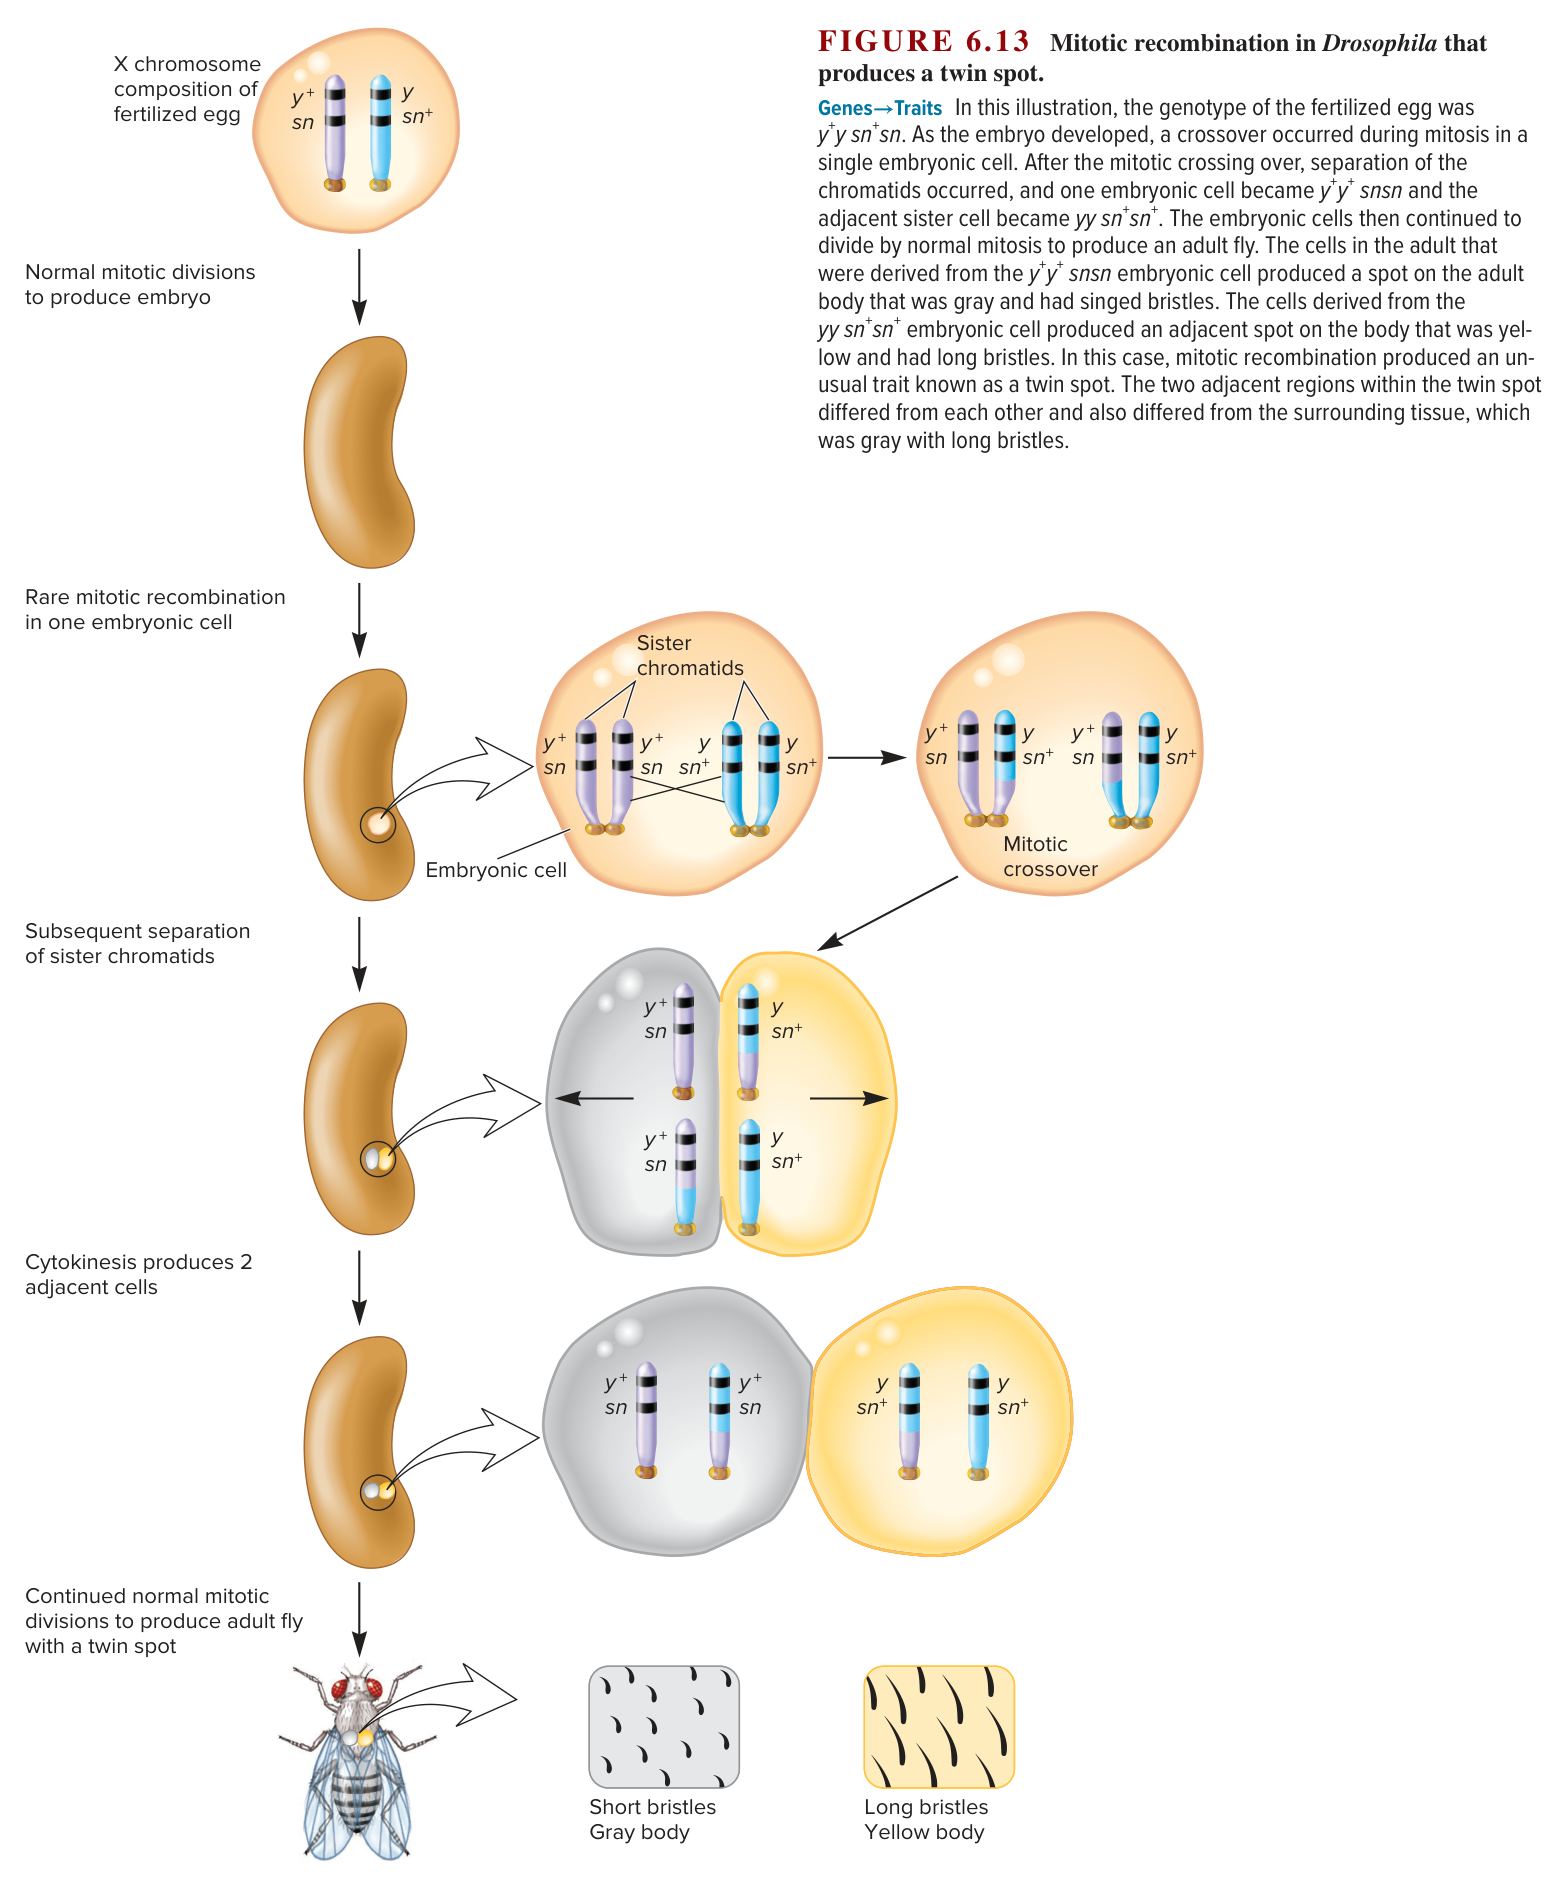 FIGURE 6.13 Mitotic recombination in Drosophila that
produces a twin spot.
Genes→Traits In this illustration, the genotype of the fertilized egg was
y⁺y sn⁺sn. As the embryo developed, a crossover occurred during mitosis in a
single embryonic cell. After the mitotic crossing over, separation of the
chromatids occurred, and one embryonic cell became y⁺y⁺ snsn and the
adjacent sister cell became yy sn⁺sn⁺. The embryonic cells then continued to
divide by normal mitosis to produce an adult fly. The cells in the adult that
were derived from the y⁺y⁺ snsn embryonic cell produced a spot on the adult
body that was gray and had singed bristles. The cells derived from the
yy sn⁺sn⁺ embryonic cell produced an adjacent spot on the body that was yel-
low and had long bristles. In this case, mitotic recombination produced an un-
usual trait known as a twin spot. The two adjacent regions within the twin spot
differed from each other and also differed from the surrounding tissue, which
was gray with long bristles.
X chromosome
composition of
fertilized egg
y⁺
sn
y
sn⁺
Normal mitotic divisions
to produce embryo
Rare mitotic recombination
in one embryonic cell
Sister
chromatids
y⁺
sn
y⁺
sn
y
sn⁺
y
sn⁺
Embryonic cell
y⁺
sn
y
sn⁺
y⁺
sn
y
sn⁺
Mitotic
crossover
Subsequent separation
of sister chromatids
y⁺
sn
y
sn⁺
y⁺
sn
y
sn⁺
Cytokinesis produces 2
adjacent cells
y⁺
sn
y⁺
sn
y
sn⁺
y
sn⁺
Continued normal mitotic
divisions to produce adult fly
with a twin spot
Short bristles
Gray body
Long bristles
Yellow body